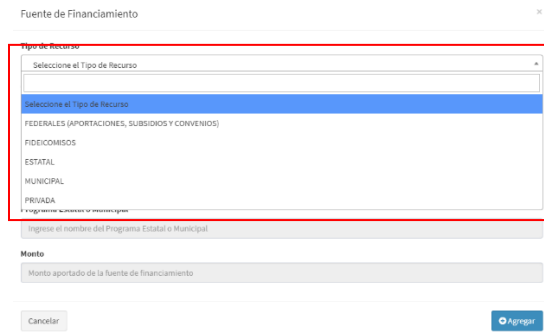 Fuente de Financiamiento
×
Tipo de Recurso
Seleccione el Tipo de Recurso
Seleccione el Tipo de Recurso
FEDERALES (APORTACIONES, SUBSIDIOS Y CONVENIOS)
FIDEICOMISOS
ESTATAL
MUNICIPAL
PRIVADA
Programa Estatal o Municipal
Ingrese el nombre del Programa Estatal o Municipal
Monto
Monto aportado de la fuente de financiamiento
Cancelar
Agregar